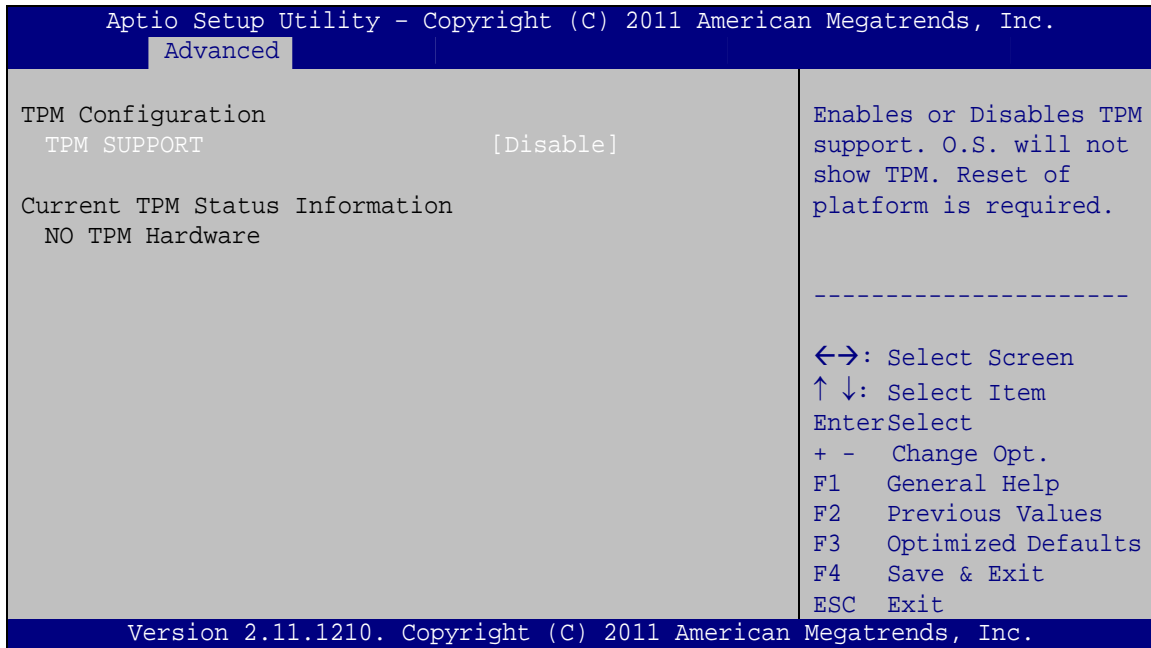 Aptio Setup Utility – Copyright (C) 2011 American Megatrends, Inc.
Advanced
TPM Configuration
TPM SUPPORT [Disable]
Current TPM Status Information
NO TPM Hardware
Enables or Disables TPM
support. O.S. will not
show TPM. Reset of
platform is required.
----------------------
←→: Select Screen
↑ ↓: Select Item
EnterSelect
+ - Change Opt.
F1 General Help
F2 Previous Values
F3 Optimized Defaults
F4 Save & Exit
ESC Exit
Version 2.11.1210. Copyright (C) 2011 American Megatrends, Inc.